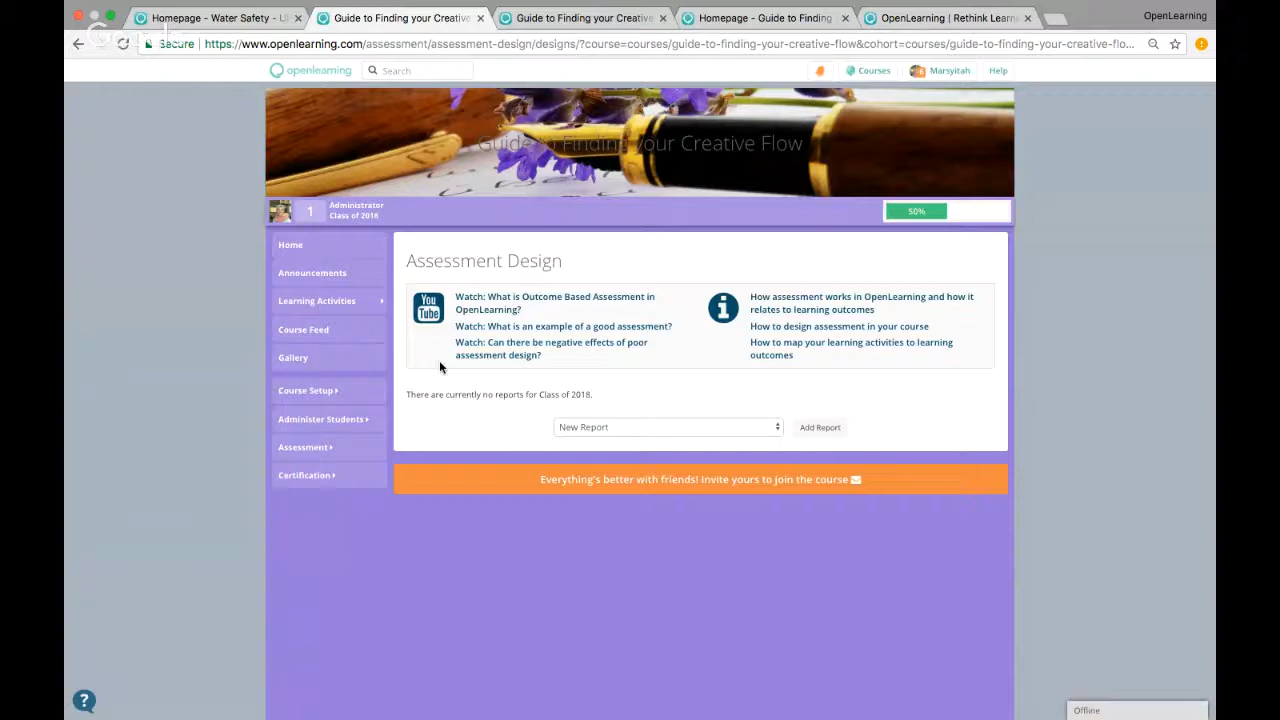 Homepage - Water Safety - U
Guide to Finding your Creative
Guide to Finding your Creative
Homepage - Guide to Finding
OpenLearning | Rethink Learn
OpenLearning
Secure
https://www.openlearning.com/assessment/assessment-design/designs/?course=courses/guide-to-finding-your-creative-flow&cohort=courses/guide-to-finding-your-creative-flo...
openlearning
Search
Courses
Marsyitah
Help
Guide to Finding your Creative Flow
1
Administrator
Class of 2018
50%
Home
Announcements
Learning Activities
Course Feed
Gallery
Course Setup
Administer Students
Assessment
Certification
Assessment Design
You
Tube
Watch: What is Outcome Based Assessment in
OpenLearning?
Watch: What is an example of a good assessment?
Watch: Can there be negative effects of poor
assessment design?
How assessment works in OpenLearning and how it
relates to learning outcomes
How to design assessment in your course
How to map your learning activities to learning
outcomes
There are currently no reports for Class of 2018.
New Report
Add Report
Everything's better with friends! Invite yours to join the course
?
Offline